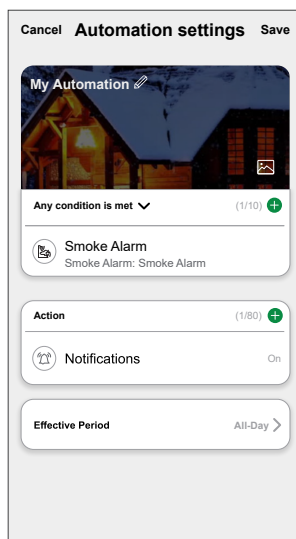 Cancel Automation settings Save
My Automation
Any condition is met (1/10)
Smoke Alarm
Smoke Alarm: Smoke Alarm
Action (1/80)
Notifications On
Effective Period All-Day